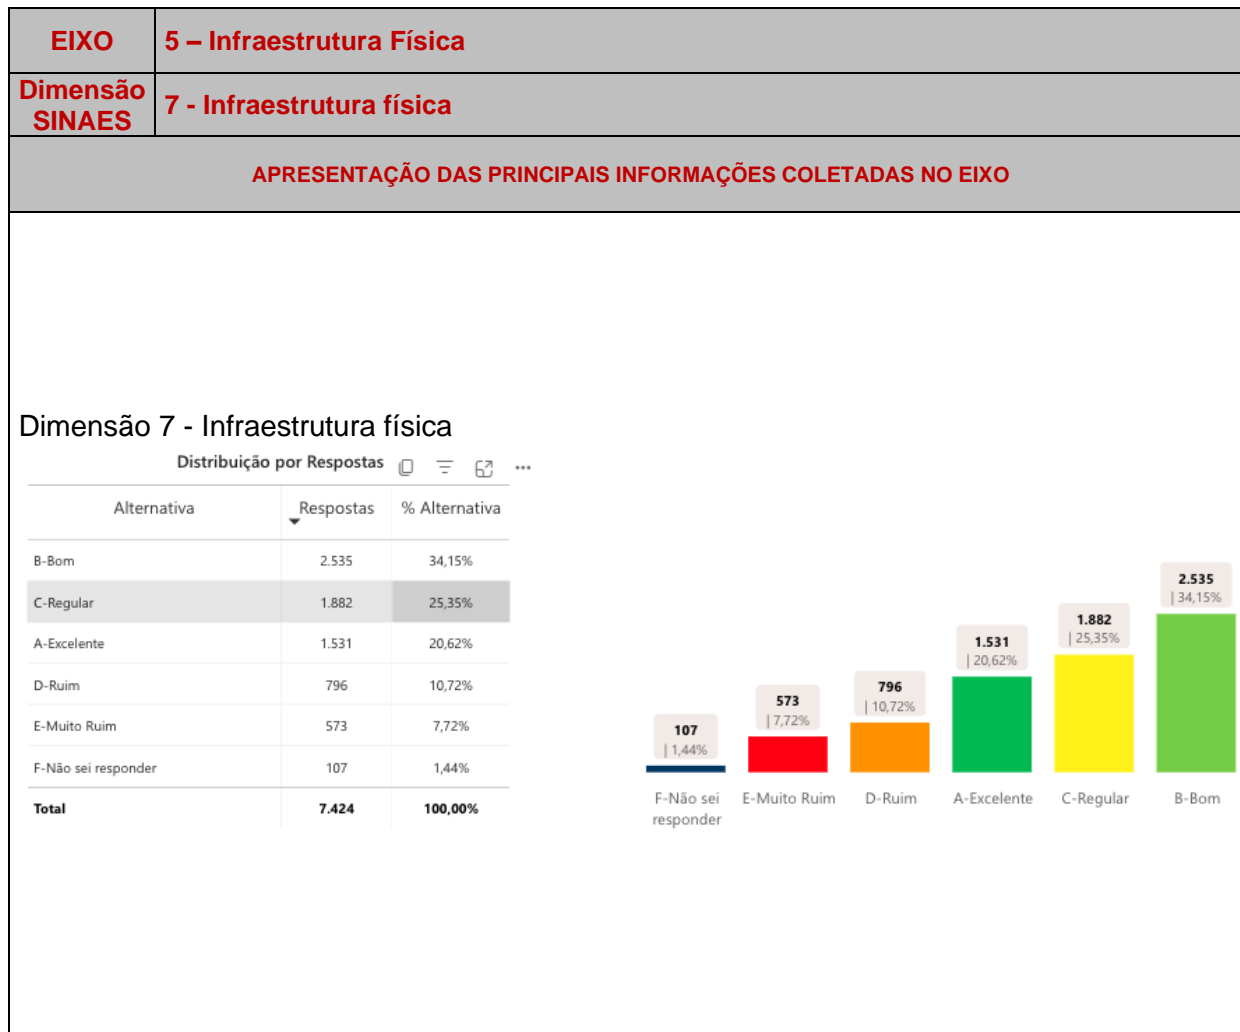 EIXO 5 – Infraestrutura Física
Dimensão SINAES 7 - Infraestrutura física
APRESENTAÇÃO DAS PRINCIPAIS INFORMAÇÕES COLETADAS NO EIXO
Dimensão 7 - Infraestrutura física
Distribuição por Respostas
Alternativa Respostas % Alternativa
B-Bom 2.535 34,15%
C-Regular 1.882 25,35%
A-Excelente 1.531 20,62%
D-Ruim 796 10,72%
E-Muito Ruim 573 7,72%
F-Não sei responder 107 1,44%
Total 7.424 100,00%
107
| 1,44%
573
| 7,72%
796
| 10,72%
1.531
| 20,62%
1.882
| 25,35%
2.535
| 34,15%
F-Não sei responder E-Muito Ruim D-Ruim A-Excelente C-Regular B-Bom